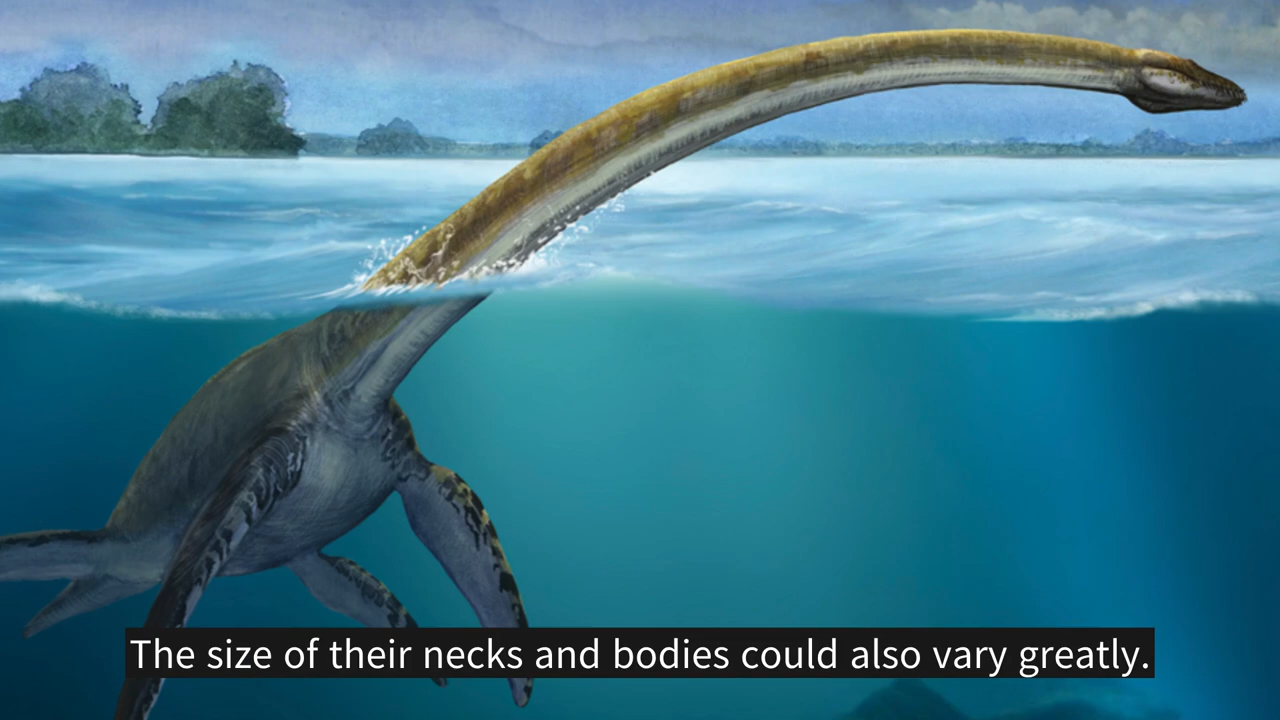 The size of their necks and bodies could also vary greatly.